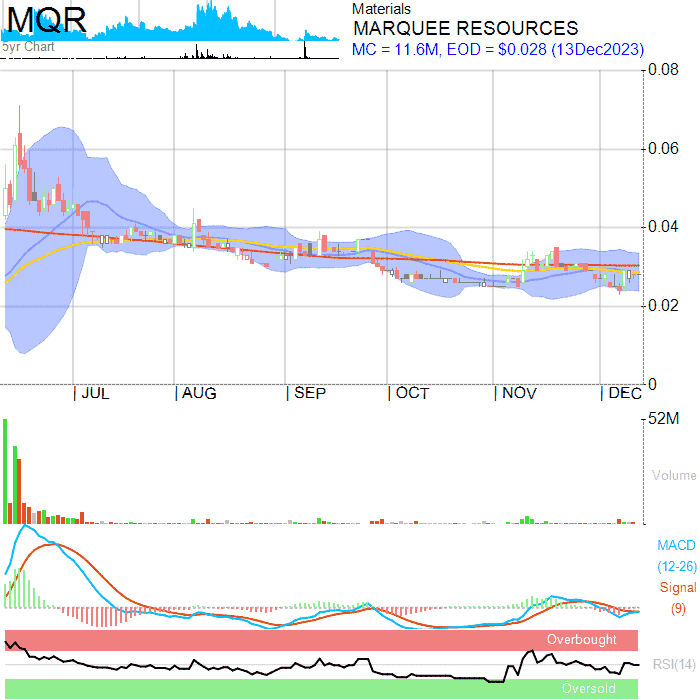 MQR
5yr Chart
Materials
MARQUEE RESOURCES
MC = 11.6M, EOD = $0.028 (13Dec2023)
0.08
0.06
0.04
0.02
0
JUL AUG SEP OCT NOV DEC
52M
Volume
MACD
(12-26)
Signal
(9)
Overbought
RSI(14)
Oversold